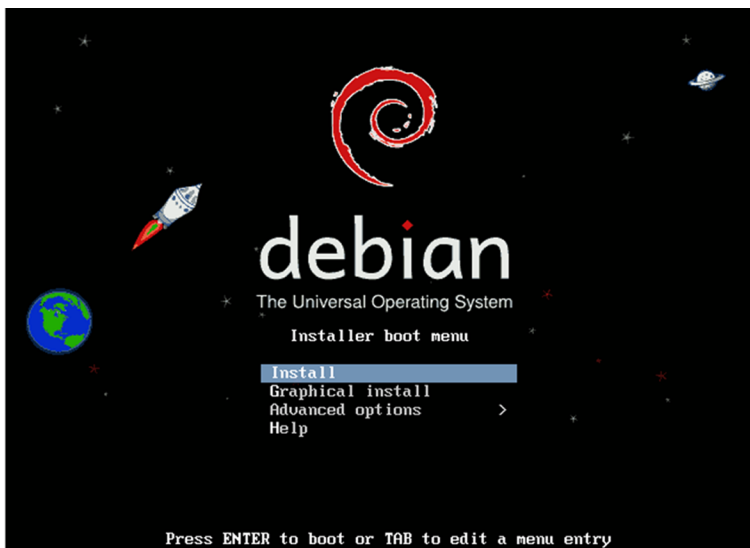 debian
The Universal Operating System
Installer boot menu
Install
Graphical install
Advanced options >
Help
Press ENTER to boot or TAB to edit a menu entry